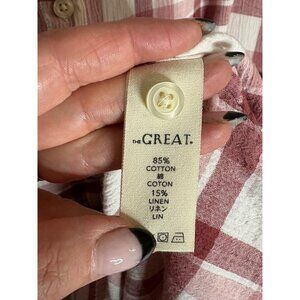 THE GREAT.
85%
COTTON
綿
COTON
15%
LINEN
リネン
LIN